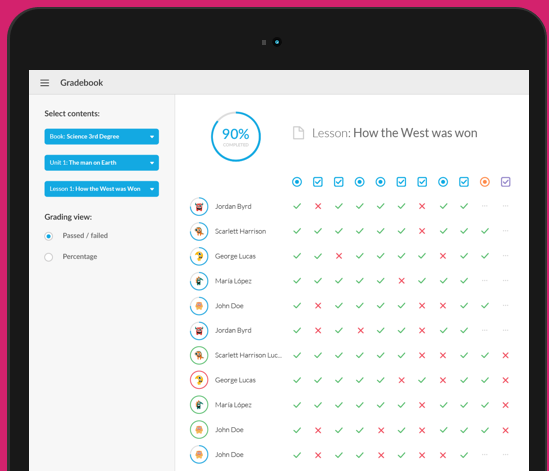 Gradebook
Select contents:
Book: Science 3rd Degree
Unit 1: The man on Earth
Lesson 1: How the West was Won
Grading view:
Passed / failed
Percentage
90%
COMPLETED
Lesson: How the West was won
Jordan Byrd
Scarlett Harrison
George Lucas
María López
John Doe
Jordan Byrd
Scarlett Harrison Luc...
George Lucas
María López
John Doe
John Doe